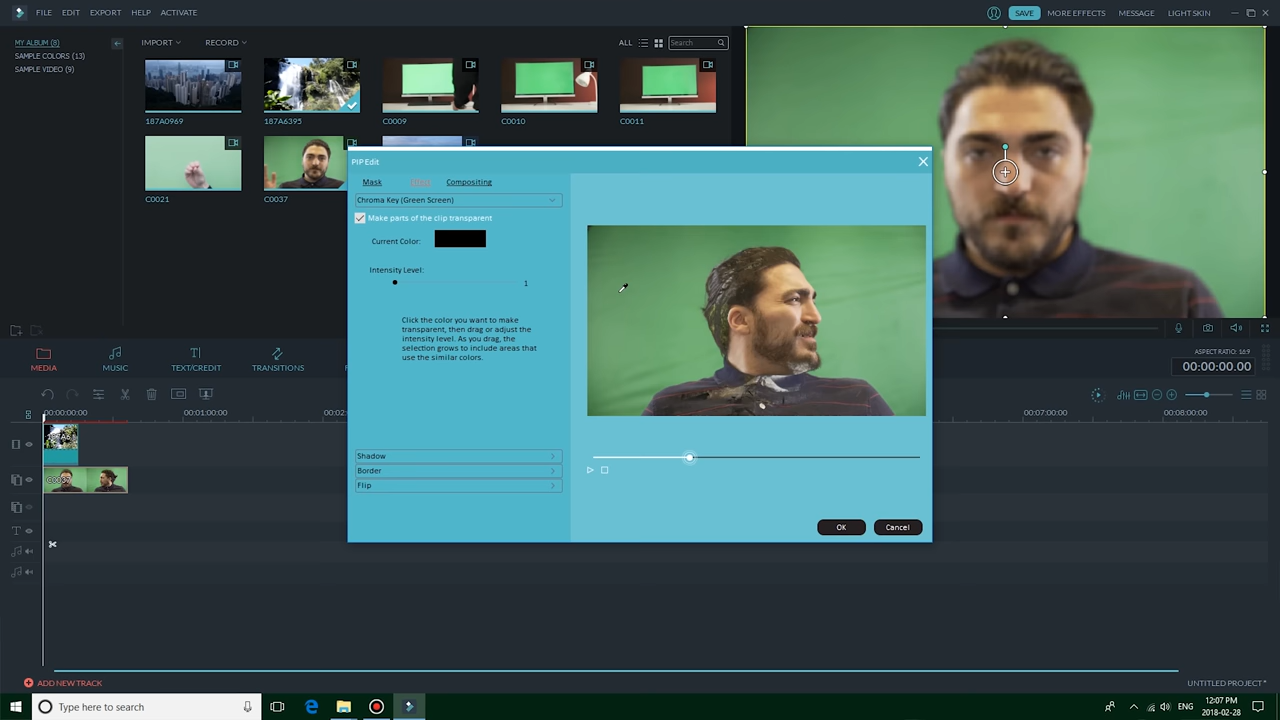 FILE EDIT EXPORT HELP ACTIVATE SAVE MORE EFFECTS MESSAGE LIGHT SKIN
MY ALBUM (8)
SAMPLE COLORS (13)
SAMPLE VIDEO (9)
IMPORT RECORD ALL Search
187A0969 187A6395 C0009 C0010 C0011
C0021 C0037
PIP Edit
Mask Effect Compositing
Chroma Key (Green Screen)
Make parts of the clip transparent
Current Color:
Intensity Level:
1
Click the color you want to make
transparent, then drag or adjust the
intensity level. As you drag, the
selection grows to include areas that
use the similar colors.
Shadow
Border
Flip
OK Cancel
MEDIA MUSIC TEXT/CREDIT TRANSITIONS F
ASPECT RATIO: 16:9
00:00:00.00
00:00:00:00 00:01:00:00 00:02:0 00:07:00:00 00:08:00:00
C0037
ADD NEW TRACK UNTITLED PROJECT *
Type here to search
ENG
12:07 PM
2018-02-28